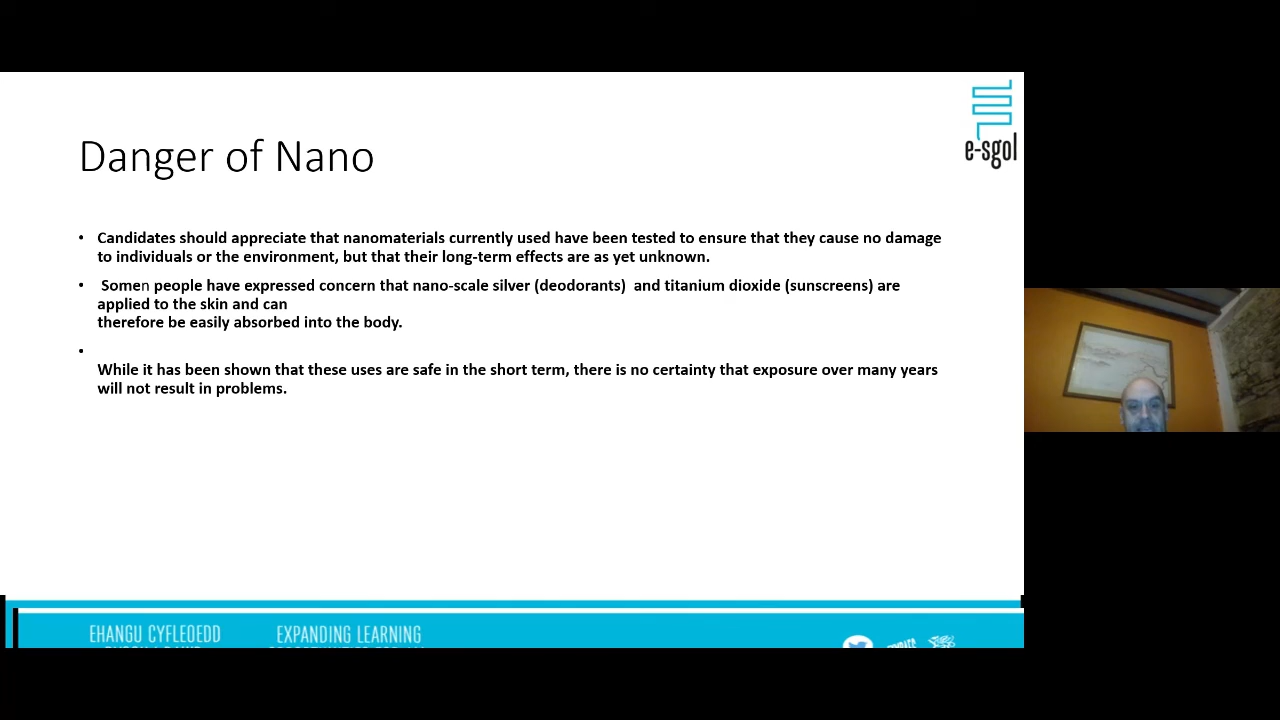 e-sgol
Danger of Nano
• Candidates should appreciate that nanomaterials currently used have been tested to ensure that they cause no damage
to individuals or the environment, but that their long-term effects are as yet unknown.
• Somen people have expressed concern that nano-scale silver (deodorants) and titanium dioxide (sunscreens) are
applied to the skin and can
therefore be easily absorbed into the body.
•
While it has been shown that these uses are safe in the short term, there is no certainty that exposure over many years
will not result in problems.
EHANGU CYFLEOEDD
EXPANDING LEARNING